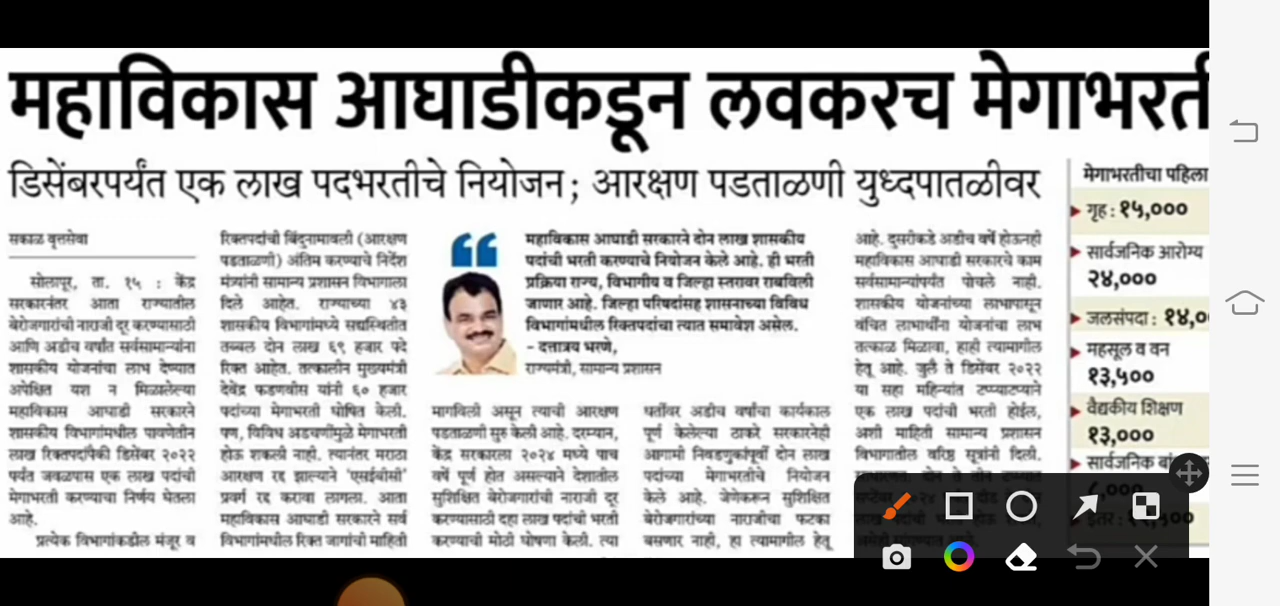 महाविकास आघाडीकडून लवकरच मेगाभरती
डिसेंबरपर्यंत एक लाख पदभरतीचे नियोजन; आरक्षण पडताळणी युध्दपातळीवर
सकाळ वृत्तसेवा
सोलापूर, ता. १५ : केंद्र
सरकारनंतर आता राज्यातील
बेरोजगारांची नाराजी दूर करण्यासाठी
आणि अडीच वर्षांत सर्वसामान्यांना
शासकीय योजनांचा लाभ देण्यात
अपेक्षित यश न मिळालेल्या
महाविकास आघाडी सरकारने
शासकीय विभागांमधील पावणेतीन
लाख रिक्तपदांपैकी डिसेंबर २०२२
पर्यंत जवळपास एक लाख पदांची
मेगाभरती करण्याचा निर्णय घेतला
आहे.
प्रत्येक विभागांकडील मंजूर व
रिक्तपदांची बिंदुनामावली (आरक्षण
पडताळणी) अंतिम करण्याचे निर्देश
मंत्र्यांनी सामान्य प्रशासन विभागाला
दिले आहेत. राज्याच्या ४३
शासकीय विभागांमध्ये सद्यस्थितीत
तब्बल दोन लाख ६९ हजार पदे
रिक्त आहेत. तत्कालीन मुख्यमंत्री
देवेंद्र फडणवीस यांनी ६० हजार
पदांच्या मेगाभरती घोषित केली.
पण, विविध अडचणींमुळे मेगाभरती
होऊ शकली नाही. त्यानंतर मराठा
आरक्षण रद्द झाल्याने 'एसईबीसी'
प्रवर्ग रद्द करावा लागला. आता
महाविकास आघाडी सरकारने सर्व
विभागांमधील रिक्त जागांची माहिती
महाविकास आघाडी सरकारने दोन लाख शासकीय
पदांची भरती करण्याचे नियोजन केले आहे. ही भरती
प्रक्रिया राज्य, विभागीय व जिल्हा स्तरावर राबविली
जाणार आहे. जिल्हा परिषदांसह शासनाच्या विविध
विभागांमधील रिक्तपदांचा त्यात समावेश असेल.
- दत्तात्रय भरणे,
राज्यमंत्री, सामान्य प्रशासन
मागविली असून त्याची आरक्षण
पडताळणी सुरु केली आहे. दरम्यान,
केंद्र सरकारला २०२४ मध्ये पाच
वर्षे पूर्ण होत असल्याने देशातील
सुशिक्षित बेरोजगारांची नाराजी दूर
करण्यासाठी दहा लाख पदांची भरती
करण्याची मोठी घोषणा केली. त्या
धर्तीवर अडीच वर्षांचा कार्यकाल
पूर्ण केलेल्या ठाकरे सरकारनेही
आगामी निवडणुकांपूर्वी दोन लाख
पदांच्या मेगाभरतीचे नियोजन
केले आहे. जेणेकरून सुशिक्षित
बेरोजगारांच्या नाराजीचा फटका
बसणार नाही, हा त्यामागील हेतू
आहे. दुसरीकडे अडीच वर्षे होऊनही
महाविकास आघाडी सरकारचे काम
सर्वसामान्यांपर्यंत पोचले नाही.
शासकीय योजनांच्या लाभापासून
वंचित लाभार्थींना योजनांचा लाभ
तत्काळ मिळावा, हाही त्यामागील
हेतू आहे. जुलै ते डिसेंबर २०२२
या सहा महिन्यांत टप्प्याटप्प्याने
एक लाख पदांची भरती होईल,
अशी माहिती सामान्य प्रशासन
विभागातील वरिष्ठ सूत्रांनी दिली.
मेगाभरतीचा पहिला
गृह : १५,०००
सार्वजनिक आरोग्य
२४,०००
जलसंपदा : १४,०
महसूल व वन
१३,५००
वैद्यकीय शिक्षण
१३,०००
सार्वजनिक